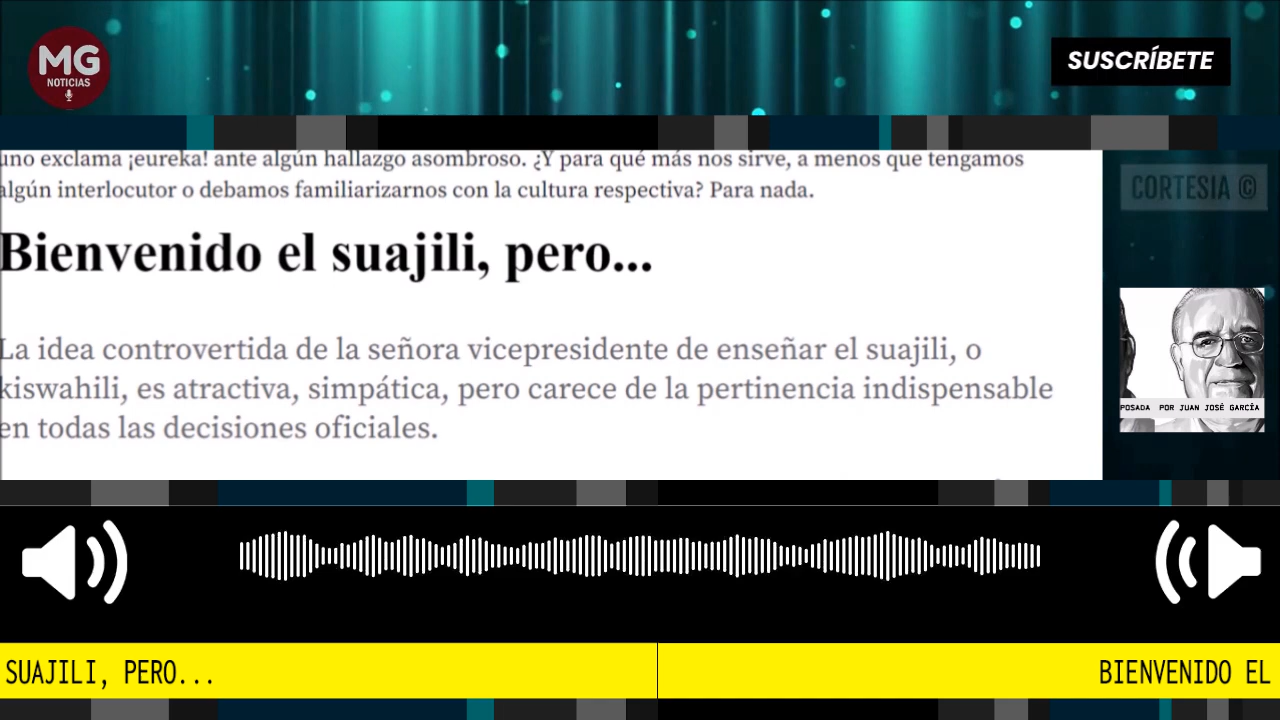 MG
NOTICIAS
SUSCRÍBETE
uno exclama ¡eureka! ante algún hallazgo asombroso. ¿Y para qué más nos sirve, a menos que tengamos
algún interlocutor o debamos familiarizarnos con la cultura respectiva? Para nada.
CORTESIA ©
Bienvenido el suajili, pero...
La idea controvertida de la señora vicepresidente de enseñar el suajili, o
kiswahili, es atractiva, simpática, pero carece de la pertinencia indispensable
en todas las decisiones oficiales.
POSADA POR JUAN JOSÉ GARCÍA
SUAJILI, PERO...
BIENVENIDO EL